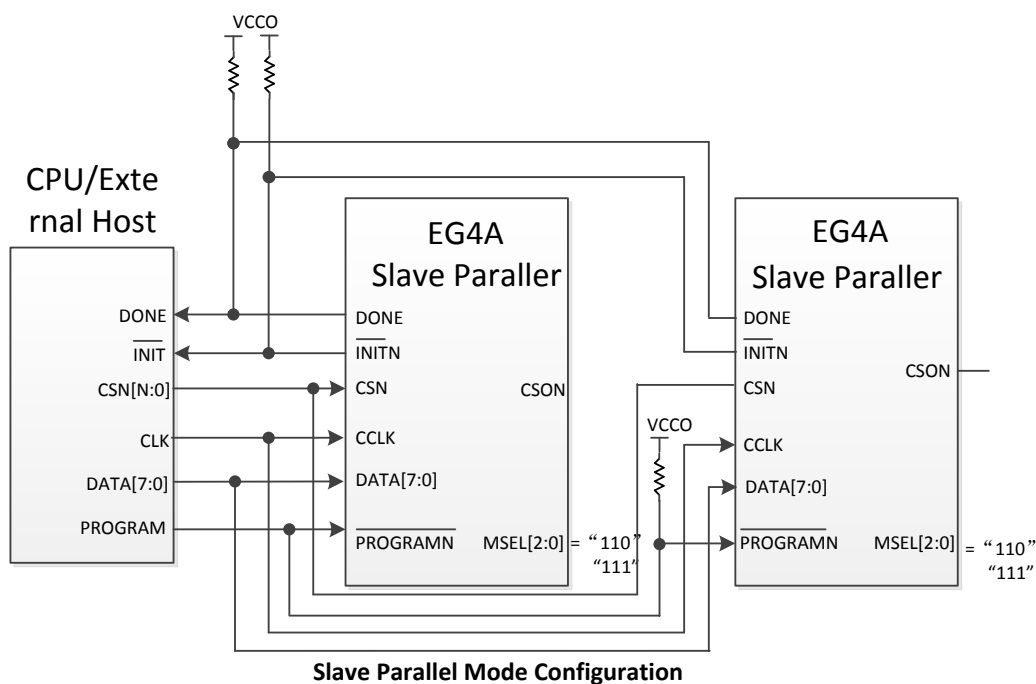 VCCO
CPU/Exte
rnal Host
DONE
INIT
CSN[N:0]
CLK
DATA[7:0]
PROGRAM
EG4A
Slave Paraller
DONE
INITN
CSN
CSON
CCLK
DATA[7:0]
PROGRAMN
MSEL[2:0] = “110”
“111”
VCCO
EG4A
Slave Paraller
DONE
INITN
CSN
CSON
CCLK
DATA[7:0]
PROGRAMN
MSEL[2:0] = “110”
“111”
Slave Parallel Mode Configuration